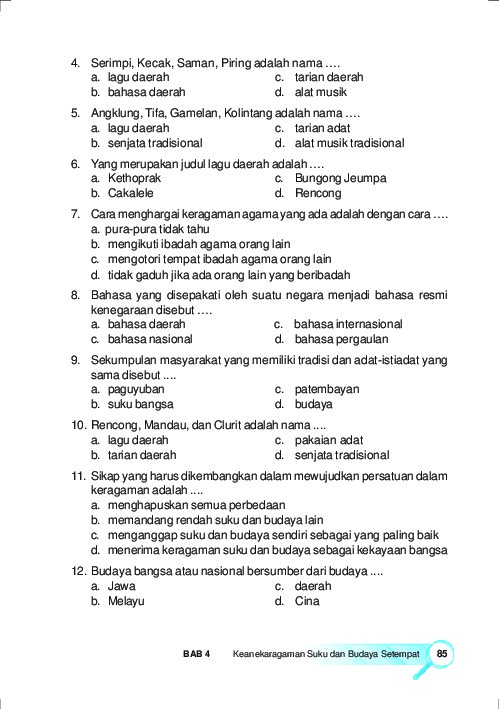 4. Serimpi, Kecak, Saman, Piring adalah nama ....
a. lagu daerah c. tarian daerah
b. bahasa daerah d. alat musik
5. Angklung, Tifa, Gamelan, Kolintang adalah nama ....
a. lagu daerah c. tarian adat
b. senjata tradisional d. alat musik tradisional
6. Yang merupakan judul lagu daerah adalah ....
a. Kethoprak c. Bungong Jeumpa
b. Cakalele d. Rencong
7. Cara menghargai keragaman agama yang ada adalah dengan cara ....
a. pura-pura tidak tahu
b. mengikuti ibadah agama orang lain
c. mengotori tempat ibadah agama orang lain
d. tidak gaduh jika ada orang lain yang beribadah
8. Bahasa yang disepakati oleh suatu negara menjadi bahasa resmi
kenegaraan disebut ....
a. bahasa daerah c. bahasa internasional
c. bahasa nasional d. bahasa pergaulan
9. Sekumpulan masyarakat yang memiliki tradisi dan adat-istiadat yang
sama disebut ....
a. paguyuban c. patembayan
b. suku bangsa d. budaya
10. Rencong, Mandau, dan Clurit adalah nama ....
a. lagu daerah c. pakaian adat
b. tarian daerah d. senjata tradisional
11. Sikap yang harus dikembangkan dalam mewujudkan persatuan dalam
keragaman adalah ....
a. menghapuskan semua perbedaan
b. memandang rendah suku dan budaya lain
c. menganggap suku dan budaya sendiri sebagai yang paling baik
d. menerima keragaman suku dan budaya sebagai kekayaan bangsa
12. Budaya bangsa atau nasional bersumber dari budaya ....
a. Jawa c. daerah
b. Melayu d. Cina
BAB 4 Keanekaragaman Suku dan Budaya Setempat 85